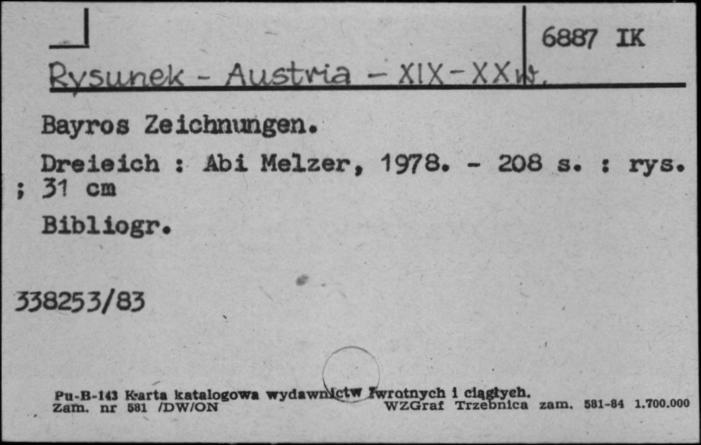 6887 IK
Rysunek - Austria - XIX-XX w.
Bayros Zeichnungen.
Dreieich : Abi Melzer, 1978. - 208 s. : rys.
; 31 cm
Bibliogr.
338253/83
Pu-B-143 Karta katalogowa wydawnictw zwrotnych i ciągłych.
Zam. nr 581 /DW/ON WZGraf Trzebnica zam. 581-84 1.700.000